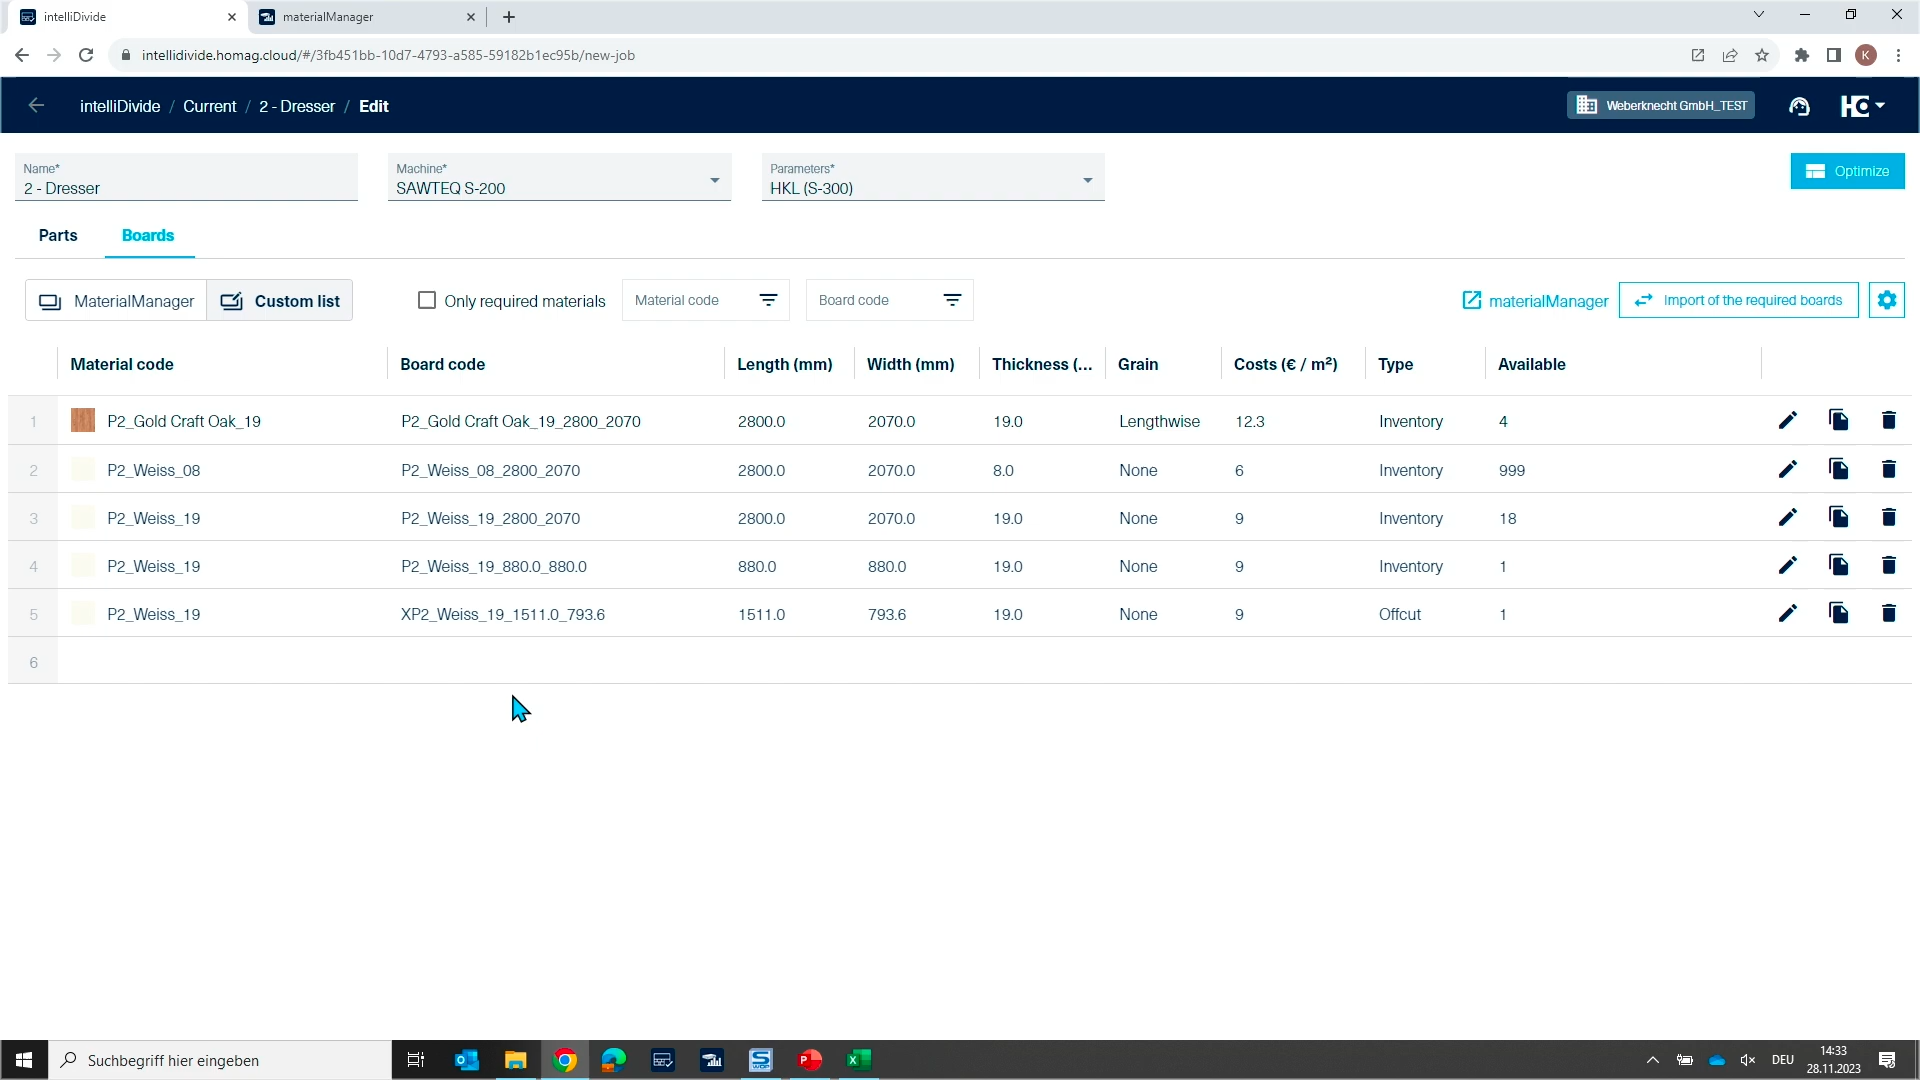 intelliDivide
materialManager
intellidivide.homag.cloud/#/3fb451bb-10d7-4793-a585-59182b1ec95b/new-job
K
intelliDivide / Current / 2 - Dresser / Edit
Weberknecht GmbH_TEST
Name*
2 - Dresser
Machine*
SAWTEQ S-200
Parameters*
HKL (S-300)
Optimize
Parts
Boards
MaterialManager
Custom list
Only required materials
Material code
Board code
materialManager
Import of the required boards
Material code Board code Length (mm) Width (mm) Thickness (... Grain Costs (€ / m²) Type Available
1 P2_Gold Craft Oak_19 P2_Gold Craft Oak_19_2800_2070 2800.0 2070.0 19.0 Lengthwise 12.3 Inventory 4
2 P2_Weiss_08 P2_Weiss_08_2800_2070 2800.0 2070.0 8.0 None 6 Inventory 999
3 P2_Weiss_19 P2_Weiss_19_2800_2070 2800.0 2070.0 19.0 None 9 Inventory 18
4 P2_Weiss_19 P2_Weiss_19_880.0_880.0 880.0 880.0 19.0 None 9 Inventory 1
5 P2_Weiss_19 XP2_Weiss_19_1511.0_793.6 1511.0 793.6 19.0 None 9 Offcut 1
6
Suchbegriff hier eingeben
DEU
14:33
28.11.2023